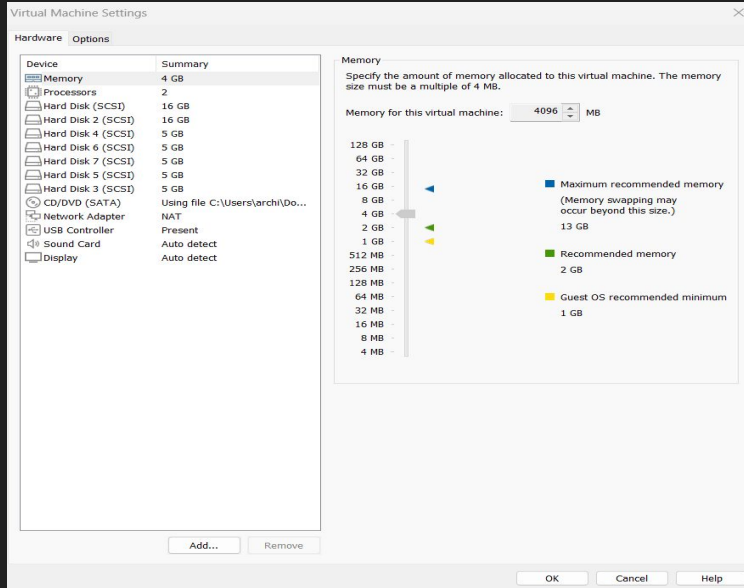 Virtual Machine Settings
Hardware Options
Device Summary
Memory 4 GB
Processors 2
Hard Disk (SCSI) 16 GB
Hard Disk 2 (SCSI) 16 GB
Hard Disk 4 (SCSI) 5 GB
Hard Disk 6 (SCSI) 5 GB
Hard Disk 7 (SCSI) 5 GB
Hard Disk 5 (SCSI) 5 GB
Hard Disk 3 (SCSI) 5 GB
CD/DVD (SATA) Using file C:\Users\archi\Do...
Network Adapter NAT
USB Controller Present
Sound Card Auto detect
Display Auto detect
Add... Remove
Memory
Specify the amount of memory allocated to this virtual machine. The memory
size must be a multiple of 4 MB.
Memory for this virtual machine: 4096 MB
128 GB
64 GB
32 GB
16 GB
8 GB
4 GB
2 GB
1 GB
512 MB
256 MB
128 MB
64 MB
32 MB
16 MB
8 MB
4 MB
Maximum recommended memory
(Memory swapping may
occur beyond this size.)
13 GB
Recommended memory
2 GB
Guest OS recommended minimum
1 GB
OK Cancel Help